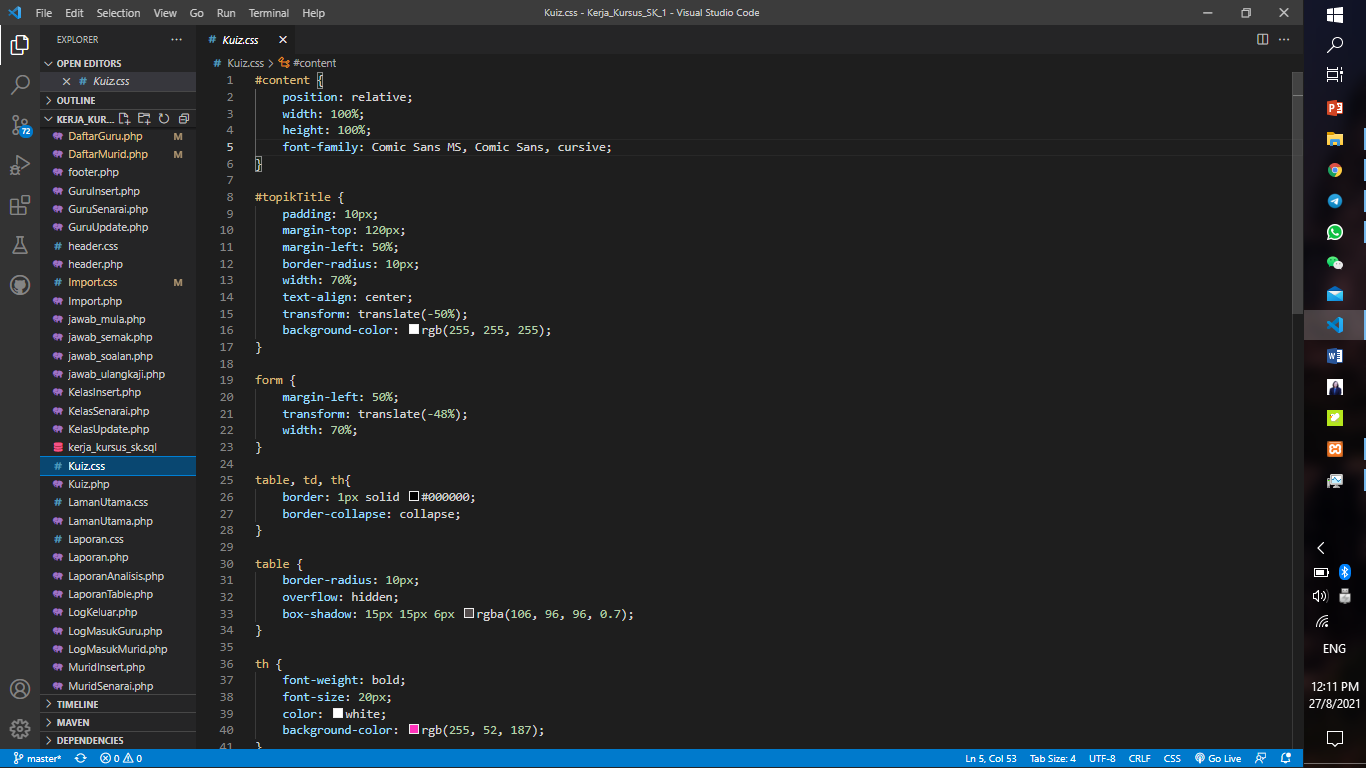 File Edit Selection View Go Run Terminal Help
Kuiz.css - Kerja_Kursus_SK_1 - Visual Studio Code
EXPLORER
OPEN EDITORS
# Kuiz.css
OUTLINE
KERJA_KUR...
DaftarGuru.php M
DaftarMurid.php M
footer.php
GuruInsert.php
GuruSenarai.php
GuruUpdate.php
# header.css
header.php
# Import.css M
Import.php
jawab_mula.php
jawab_semak.php
jawab_soalan.php
jawab_ulangkaji.php
KelasInsert.php
KelasSenarai.php
KelasUpdate.php
kerja_kursus_sk.sql
# Kuiz.css
Kuiz.php
# LamanUtama.css
LamanUtama.php
# Laporan.css
Laporan.php
LaporanAnalisis.php
LaporanTable.php
LogKeluar.php
LogMasukGuru.php
LogMasukMurid.php
MuridInsert.php
MuridSenarai.php
TIMELINE
MAVEN
DEPENDENCIES
72
# Kuiz.css
# Kuiz.css > #content
1 #content {
2 position: relative;
3 width: 100%;
4 height: 100%;
5 font-family: Comic Sans MS, Comic Sans, cursive;
6 }
7
8 #topikTitle {
9 padding: 10px;
10 margin-top: 120px;
11 margin-left: 50%;
12 border-radius: 10px;
13 width: 70%;
14 text-align: center;
15 transform: translate(-50%);
16 background-color: rgb(255, 255, 255);
17 }
18
19 form {
20 margin-left: 50%;
21 transform: translate(-48%);
22 width: 70%;
23 }
24
25 table, td, th{
26 border: 1px solid #000000;
27 border-collapse: collapse;
28 }
29
30 table {
31 border-radius: 10px;
32 overflow: hidden;
33 box-shadow: 15px 15px 6px rgba(106, 96, 96, 0.7);
34 }
35
36 th {
37 font-weight: bold;
38 font-size: 20px;
39 color: white;
40 background-color: rgb(255, 52, 187);
41 }
master* 0 0
Ln 5, Col 53 Tab Size: 4 UTF-8 CRLF CSS Go Live
ENG
12:11 PM
27/8/2021